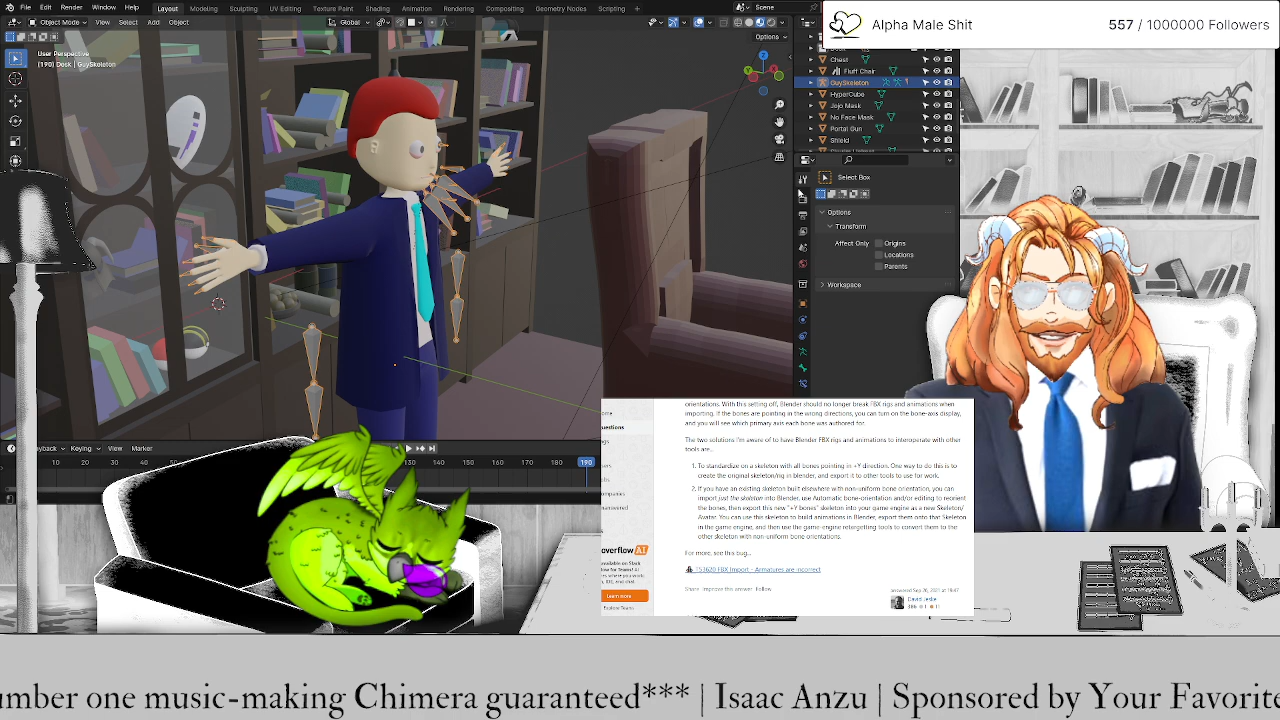 File Edit Render Window Help
Layout Modeling Sculpting UV Editing Texture Paint Shading Animation Rendering Compositing Geometry Nodes Scripting +
Scene
Object Mode
Global
Options
User Perspective
(190) Desk | GuySkeleton
Alpha Male Shit
557 / 1000000 Followers
Chest
Fluff Chair
GuySkeleton
HyperCube
Jojo Mask
No Face Mask
Portal Gun
Shield
Select Box
Options
Transform
Affect Only
Origins
Locations
Parents
Workspace
Keying View Marker
10 20 30 40
130 140 150 160 170 180 190
orientations. With this setting off, Blender should no longer break FBX rigs and animations when
importing. If the bones are pointing in the wrong directions, you can turn on the bone-axis display,
and you will see which primary axis each bone was authored for.
The two solutions I'm aware of to have Blender FBX rigs and animations to interoperate with other
tools are...
1. To standardize on a skeleton with all bones pointing in +Y direction. One way to do this is to
create the original skeleton/rig in blender, and export it to other tools to use for work.
2. If you have an existing skeleton built elsewhere with non-uniform bone orientation, you can
import just the skeleton into Blender, use Automatic bone-orientation and/or editing to reorient
the bones, then export this new "+Y bones" skeleton into your game engine as a new Skeleton/
Avatar. You can use this skeleton to build animations in Blender, export them onto that Skeleton
in the game engine, and then use the game-engine retergeting tools to convert them to the
other skeleton with non-uniform bone orientations.
For more, see this bug...
T53620 FBX Import - Armatures are incorrect
Share Improve this answer Follow
answered Sep 20, 2021 at 19:47
David Jeske
overflow AI
Learn more
Explore Teams
umber one music-making Chimera guaranteed*** | Isaac Anzu | Sponsored by Your Favorite